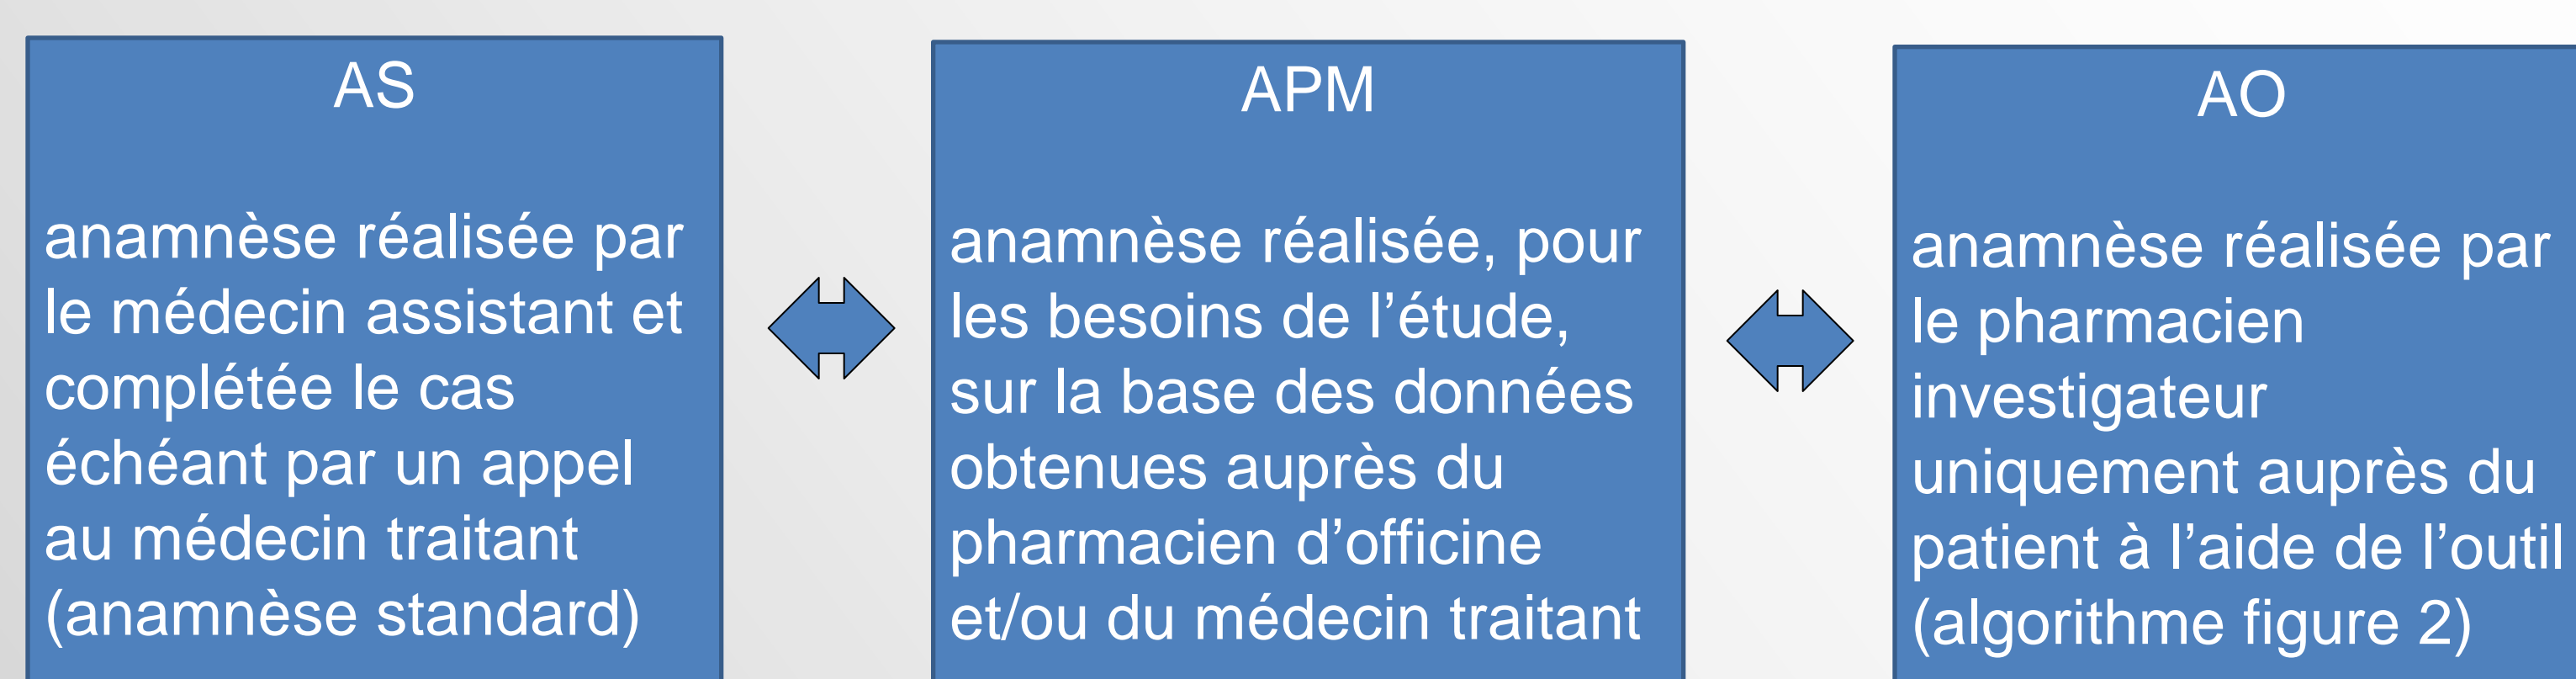 AS
anamnèse réalisée par
le médecin assistant et
complétée le cas
échéant par un appel
au médecin traitant
(anamnèse standard)
APM
anamnèse réalisée, pour
les besoins de l’étude,
sur la base des données
obtenues auprès du
pharmacien d’officine
et/ou du médecin traitant
AO
anamnèse réalisée par
le pharmacien
investigateur
uniquement auprès du
patient à l’aide de l’outil
(algorithme figure 2)